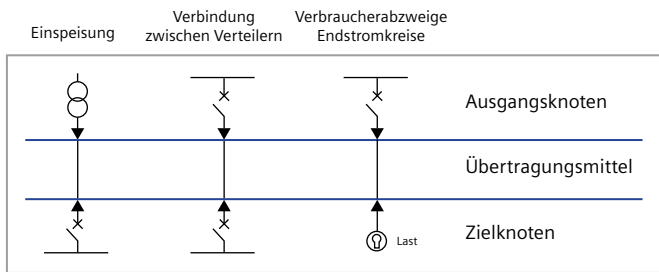 Einspeisung
Verbindung
zwischen Verteilern
Verbraucherabzweige
Endstromkreise
Ausgangsknoten
Übertragungsmittel
Zielknoten
Last